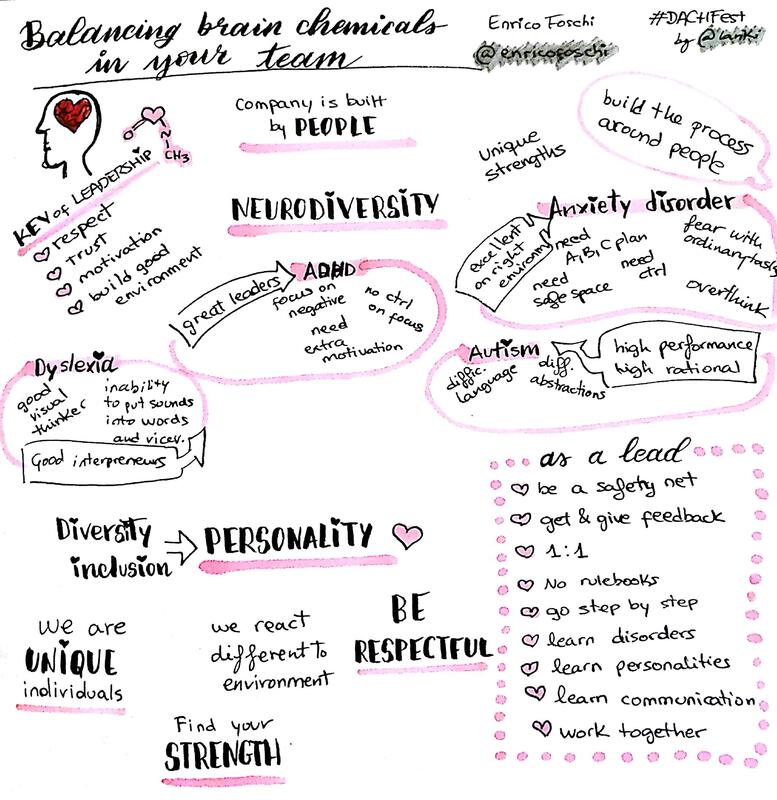 Balancing brain chemicals
in your team
Enrico Foschi
@enricofoschi
#DACHFest
by @lariki
Company is built
by PEOPLE
build the process
around people
Unique
strengths
O
N
CH3
KEY of LEADERSHIP
respect
trust
motivation
build good
environment
NEURODIVERSITY
Anxiety disorder
excellent
on right
environm
need
A,B,C plan
need
safe space
need
ctrl
fear with
ordinary tasks
overthink
ADHD
great leaders
focus on
negative
need
extra
motivation
no ctrl
on focus
Autism
diffic.
language
diff.
abstractions
high performance
high rational
Dyslexia
good
visual
thinker
inability
to put sounds
into words
and vicev.
Good interpreneurs
Diversity
inclusion
PERSONALITY
as a lead
be a safety net
get & give feedback
1:1
No rulebooks
go step by step
learn disorders
learn personalities
learn communication
work together
We are
UNIQUE
individuals
we react
different to
environment
BE
RESPECTFUL
Find your
STRENGTH